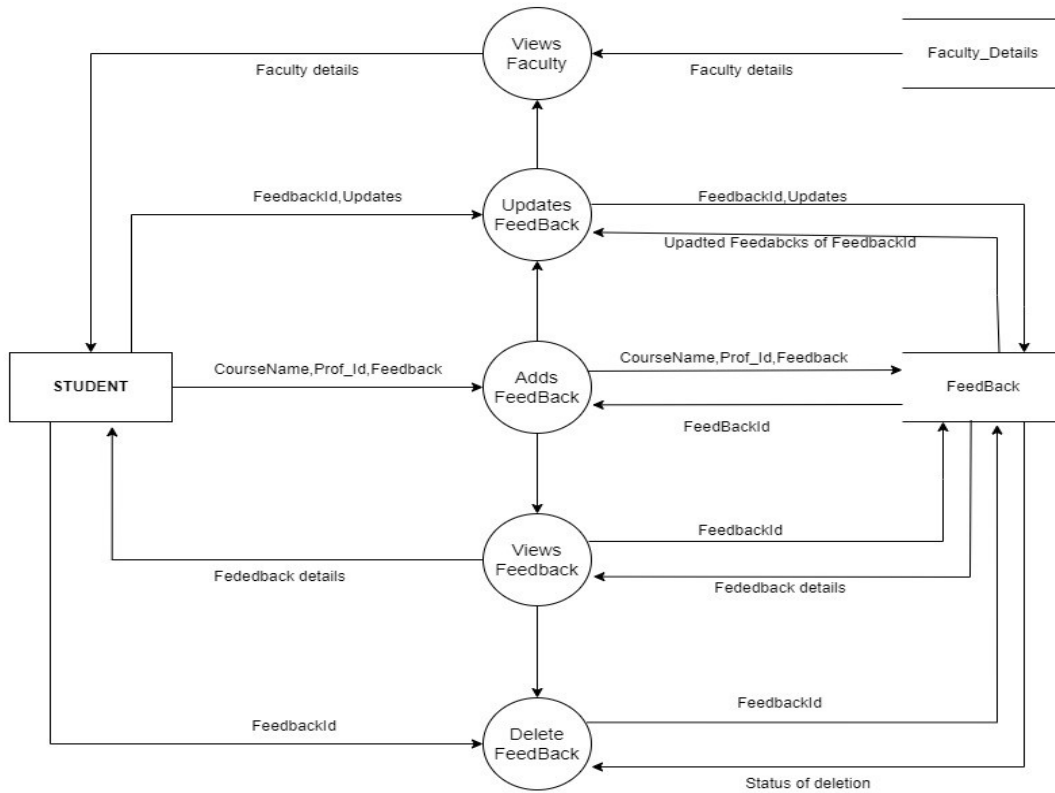 Views
Faculty
Faculty_Details
Faculty details
Faculty details
Updates
FeedBack
FeedbackId,Updates
FeedbackId,Updates
Upadted Feedabcks of FeedbackId
STUDENT
CourseName,Prof_Id,Feedback
Adds
FeedBack
CourseName,Prof_Id,Feedback
FeedBackId
FeedBack
Views
Feedback
FeedbackId
Fededback details
Fededback details
Delete
FeedBack
FeedbackId
FeedbackId
Status of deletion